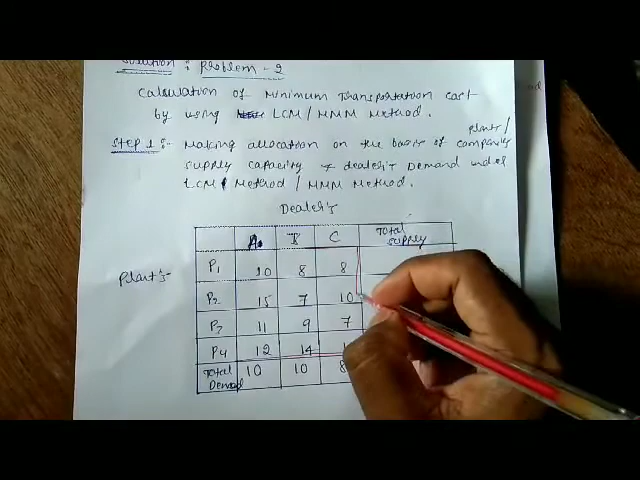 Solution : Problem - 2
Calculation of Minimum Transportation cost
by using LCM / MMM Method.
Step 1 :- Making allocation on the basis of company's
plants/
supply capacity & dealer's Demand under
LCM Method / MMM Method.
Dealer's
A B C Total Supply
Plant's- P1 10 8 8
P2 15 7 10
P3 11 9 7
P4 12 14
Total Demand 10 10 8